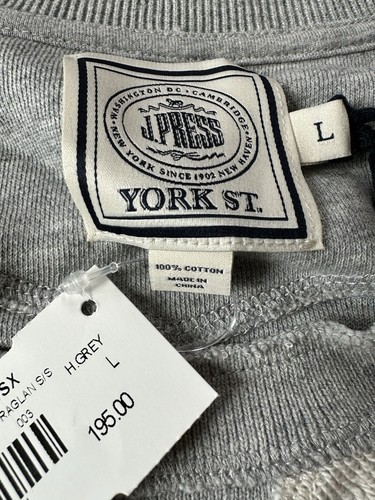 WASHINGTON DC · CAMBRIDGE
J. PRESS
NEW YORK SINCE 1902 NEW HAVEN
YORK ST.
L
100% COTTON
MADE IN
CHINA
SX
RAGLAN S/S H.GREY
003 L
195.00